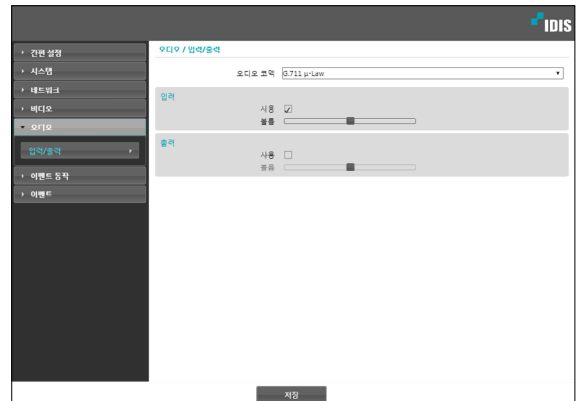 IDIS
간편 설정
시스템
네트워크
비디오
오디오
입력/출력
이벤트 동작
이벤트
오디오 / 입력/출력
오디오 코덱 G.711 μ-Law
입력
사용
볼륨
출력
사용
볼륨
저장